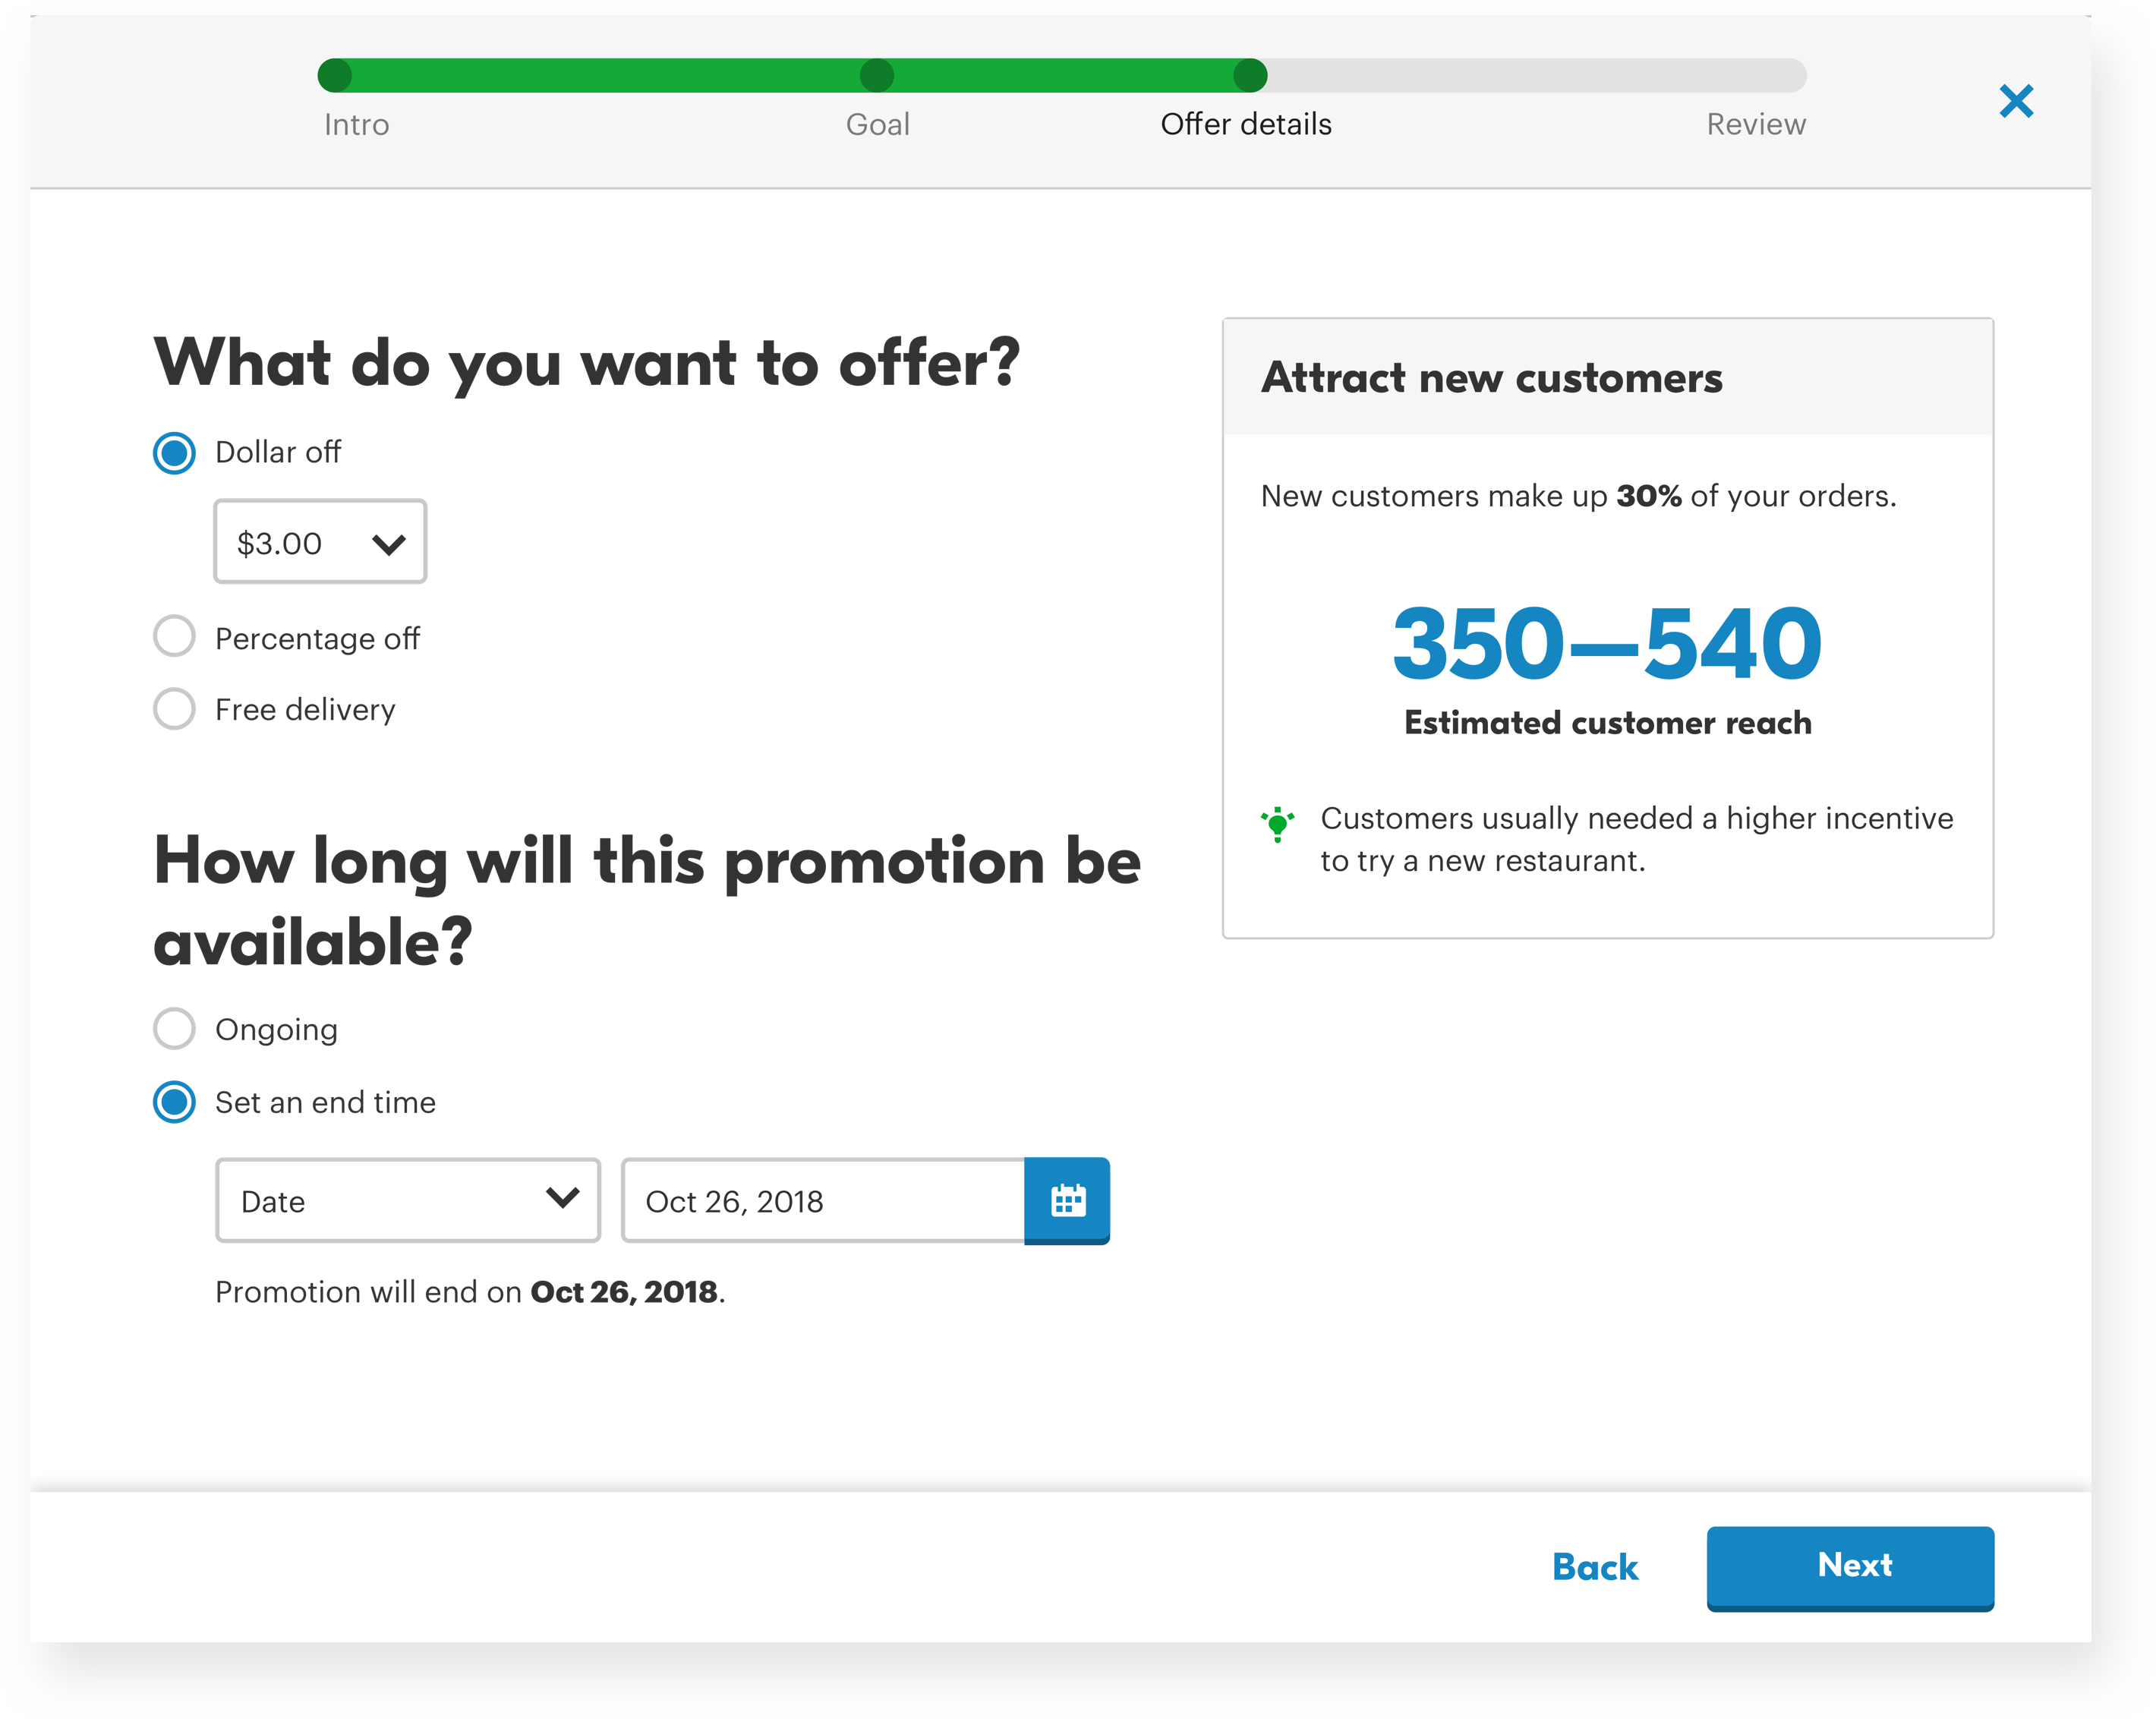 Intro
Goal
Offer details
Review
What do you want to offer?
Dollar off
$3.00
Percentage off
Free delivery
How long will this promotion be
available?
Ongoing
Set an end time
Date
Oct 26, 2018
Promotion will end on Oct 26, 2018.
Attract new customers
New customers make up 30% of your orders.
350—540
Estimated customer reach
Customers usually needed a higher incentive
to try a new restaurant.
Back
Next